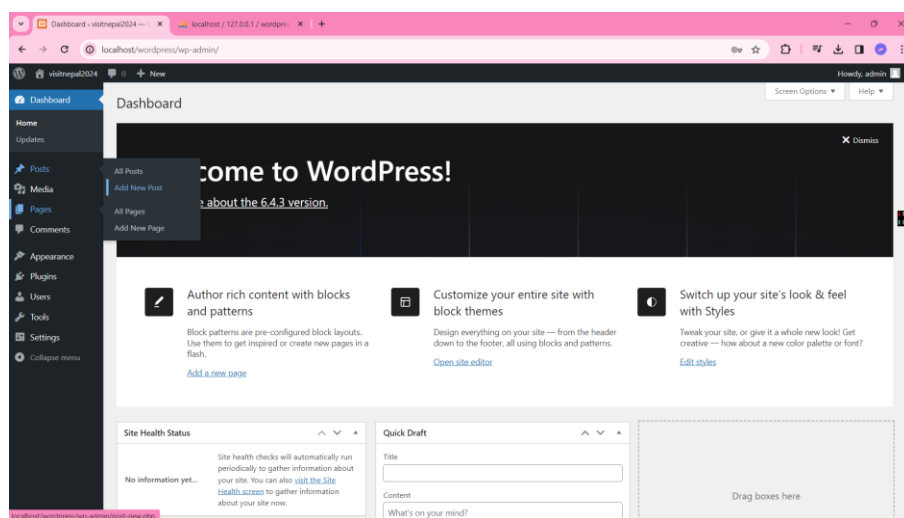 Dashboard ‹ visitnepal2024 —
localhost / 127.0.0.1 / wordpre
localhost/wordpress/wp-admin/
visitnepal2024 0 + New Howdy, admin
Dashboard
Home
Updates
Posts
Media
Pages
Comments
Appearance
Plugins
Users
Tools
Settings
Collapse menu
All Posts
Add New Post
All Pages
Add New Page
Dashboard
Screen Options ▼ Help ▼
Dismiss
come to WordPress!
about the 6.4.3 version.
Author rich content with blocks
and patterns
Block patterns are pre-configured block layouts.
Use them to get inspired or create new pages in a
flash.
Add a new page
Customize your entire site with
block themes
Design everything on your site — from the header
down to the footer, all using blocks and patterns.
Open site editor
Switch up your site's look & feel
with Styles
Tweak your site, or give it a whole new look! Get
creative — how about a new color palette or font?
Edit styles
Site Health Status
No information yet...
Site health checks will automatically run
periodically to gather information about
your site. You can also visit the Site
Health screen to gather information
about your site now.
Quick Draft
Title
Content
What's on your mind?
Drag boxes here
localhost/wordpress/wp-admin/post-new.php